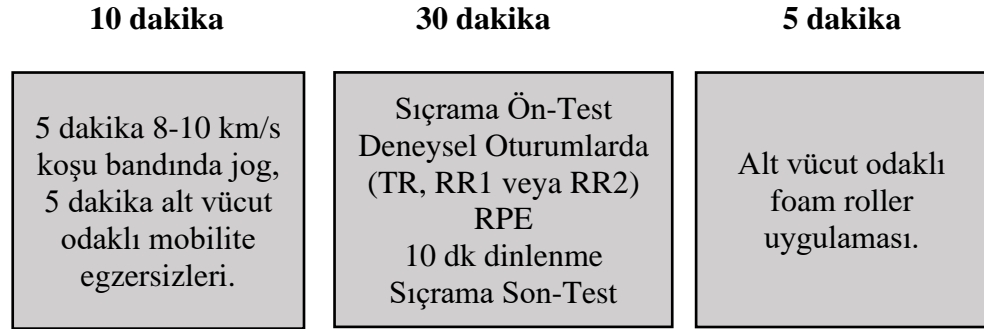 10 dakika
30 dakika
5 dakika
5 dakika 8-10 km/s
koşu bandında jog,
5 dakika alt vücut
odaklı mobilite
egzersizleri.
Sıçrama Ön-Test
Deneysel Oturumlarda
(TR, RR1 veya RR2)
RPE
10 dk dinlenme
Sıçrama Son-Test
Alt vücut odaklı
foam roller
uygulaması.